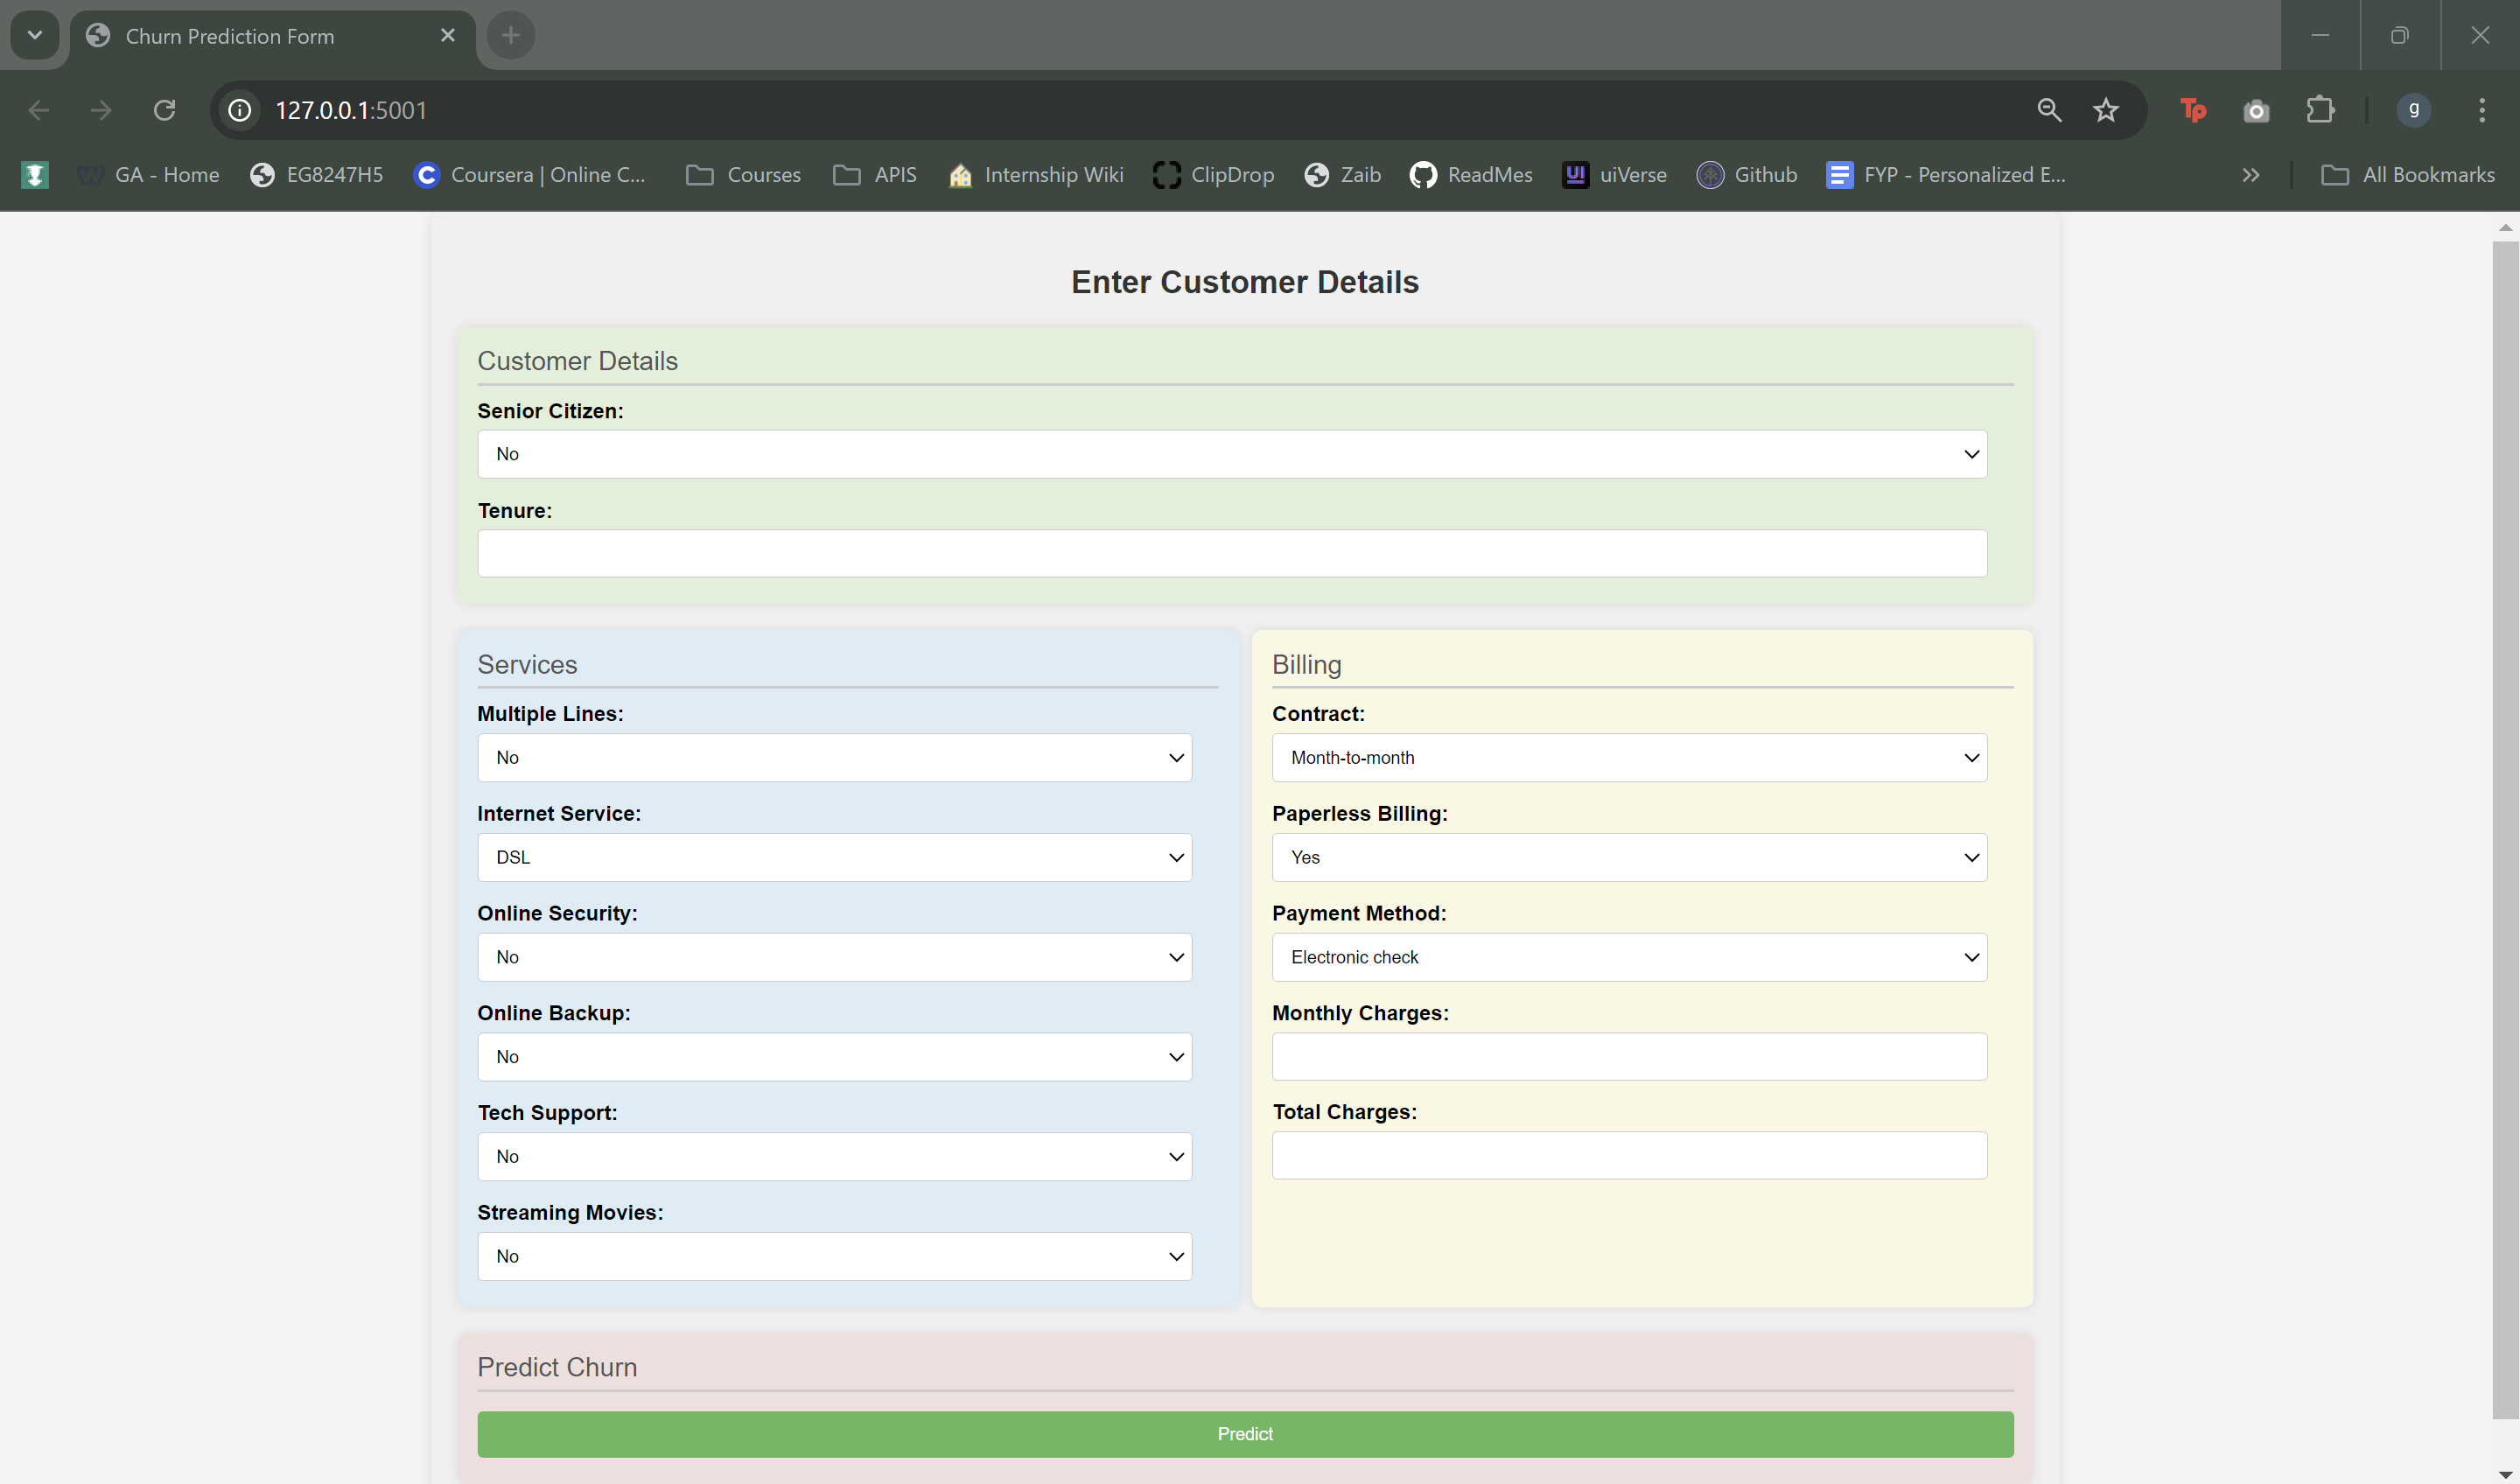 Churn Prediction Form
127.0.0.1:5001
Tp
g
GA - Home
EG8247H5
C
Coursera | Online C...
Courses
APIS
Internship Wiki
ClipDrop
Zaib
ReadMes
UI
uiVerse
Github
FYP - Personalized E...
All Bookmarks
Enter Customer Details
Customer Details
Senior Citizen:
No
Tenure:
Services
Multiple Lines:
No
Internet Service:
DSL
Online Security:
No
Online Backup:
No
Tech Support:
No
Streaming Movies:
No
Billing
Contract:
Month-to-month
Paperless Billing:
Yes
Payment Method:
Electronic check
Monthly Charges:
Total Charges:
Predict Churn
Predict